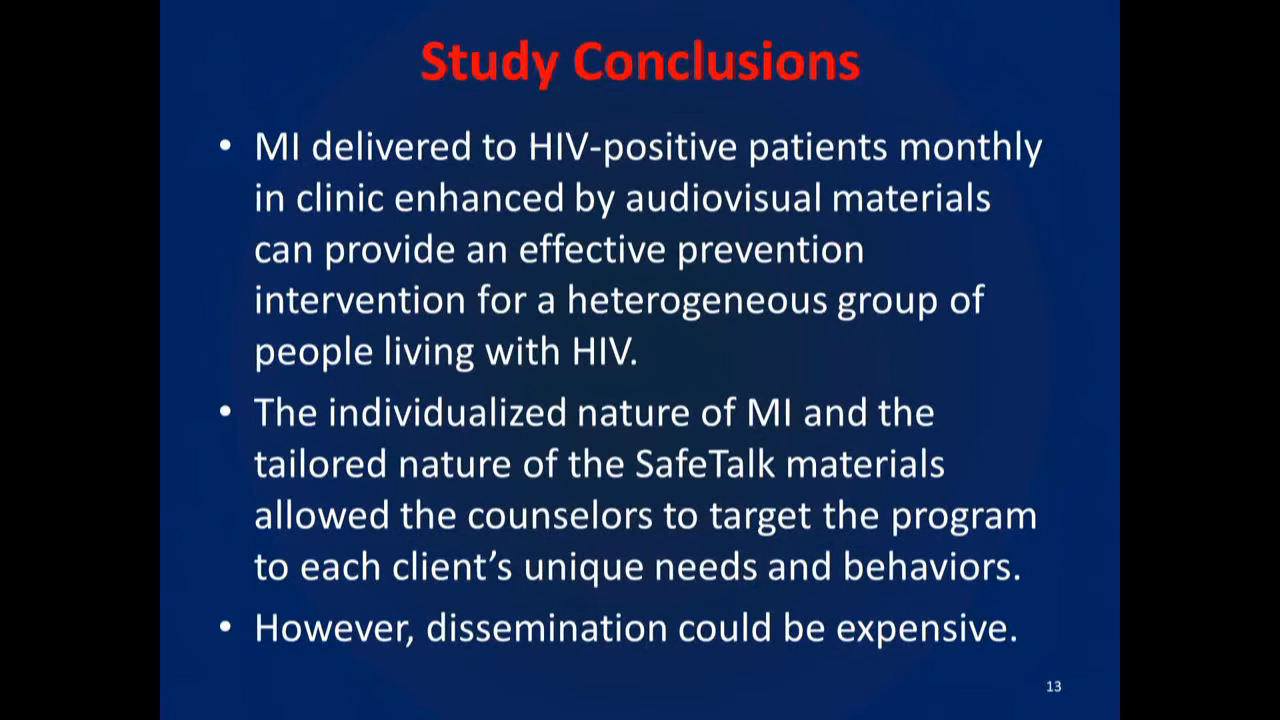 Study Conclusions
• MI delivered to HIV-positive patients monthly
in clinic enhanced by audiovisual materials
can provide an effective prevention
intervention for a heterogeneous group of
people living with HIV.
• The individualized nature of MI and the
tailored nature of the SafeTalk materials
allowed the counselors to target the program
to each client’s unique needs and behaviors.
• However, dissemination could be expensive.
13